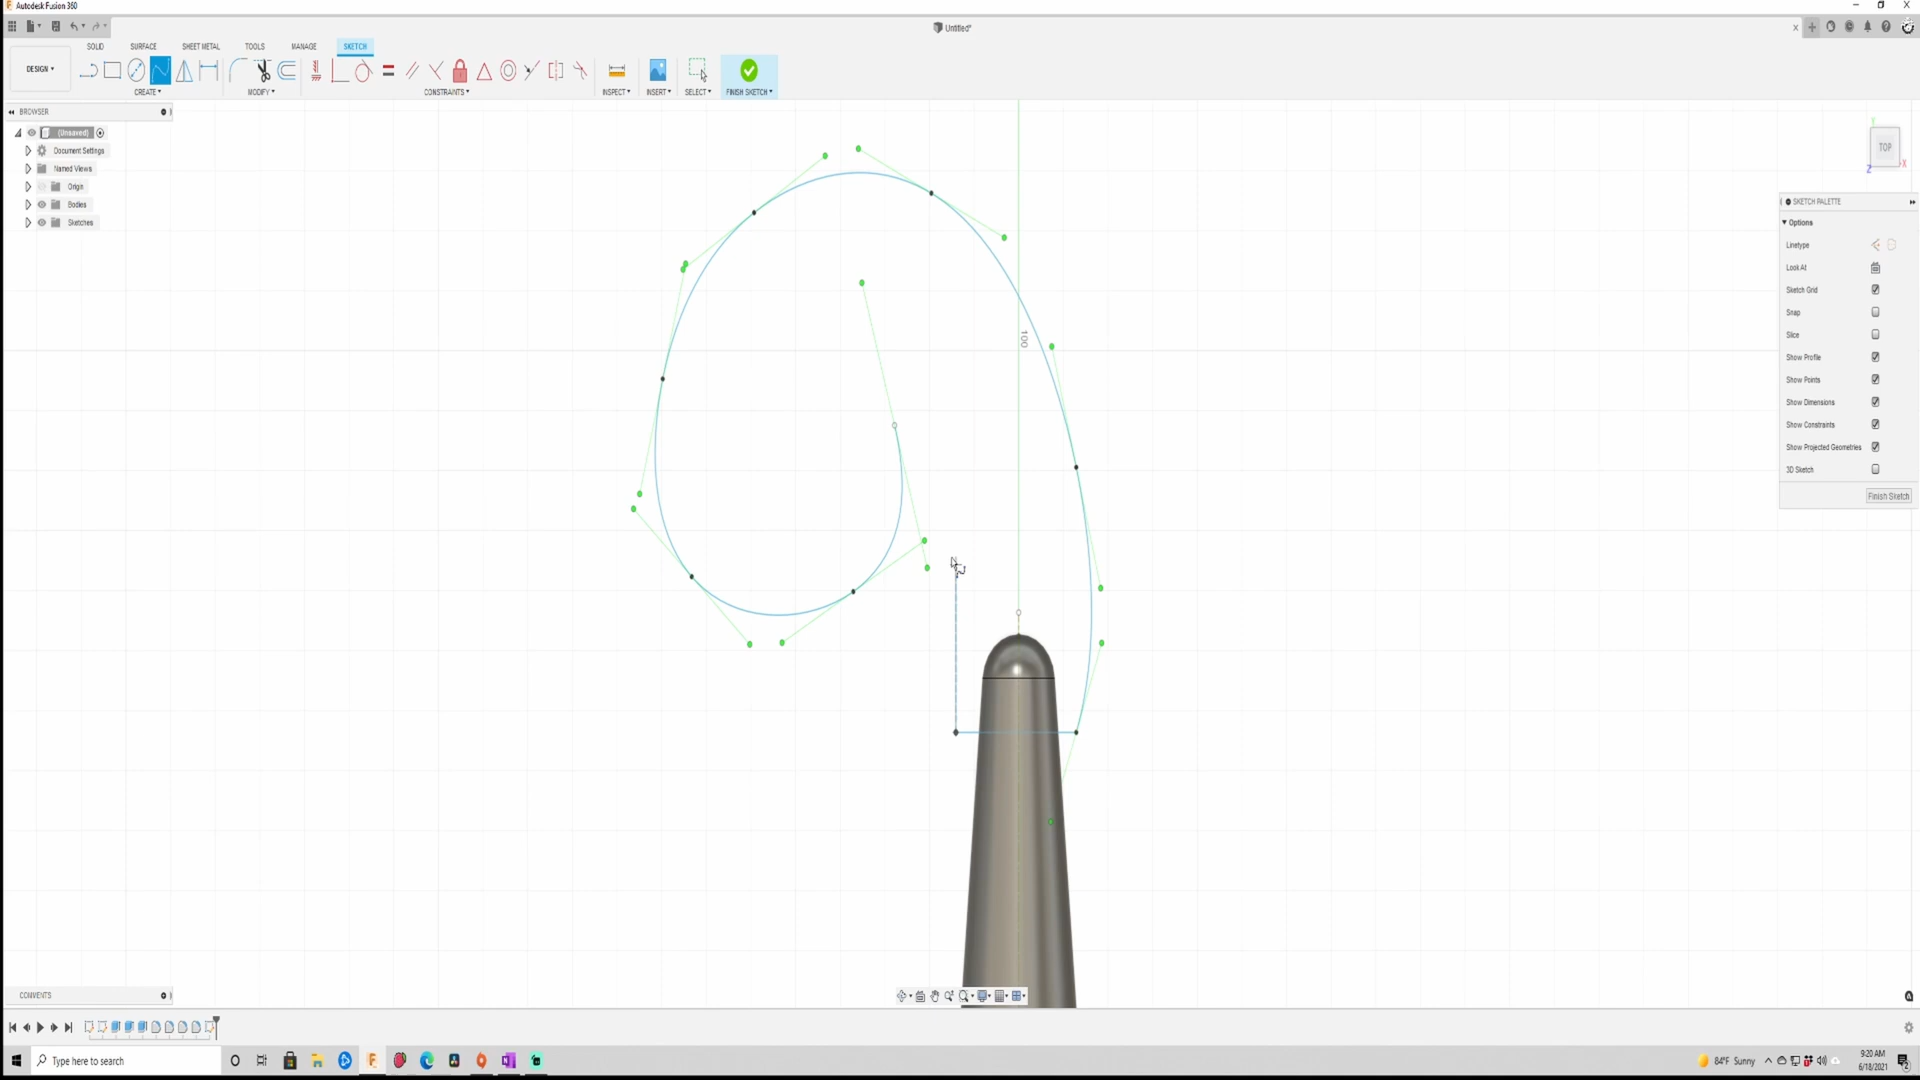 Autodesk Fusion 360
Untitled*
SOLID SURFACE SHEET METAL TOOLS MANAGE SKETCH
DESIGN
CREATE MODIFY CONSTRAINTS INSPECT INSERT SELECT FINISH SKETCH
BROWSER
(Unsaved)
Document Settings
Named Views
Origin
Bodies
Sketches
100
Y
TOP
X
Z
SKETCH PALETTE
Options
Linetype
Look At
Sketch Grid
Snap
Slice
Show Profile
Show Points
Show Dimensions
Show Constraints
Show Projected Geometries
3D Sketch
Finish Sketch
COMMENTS
Type here to search
84°F Sunny
9:20 AM
6/18/2021